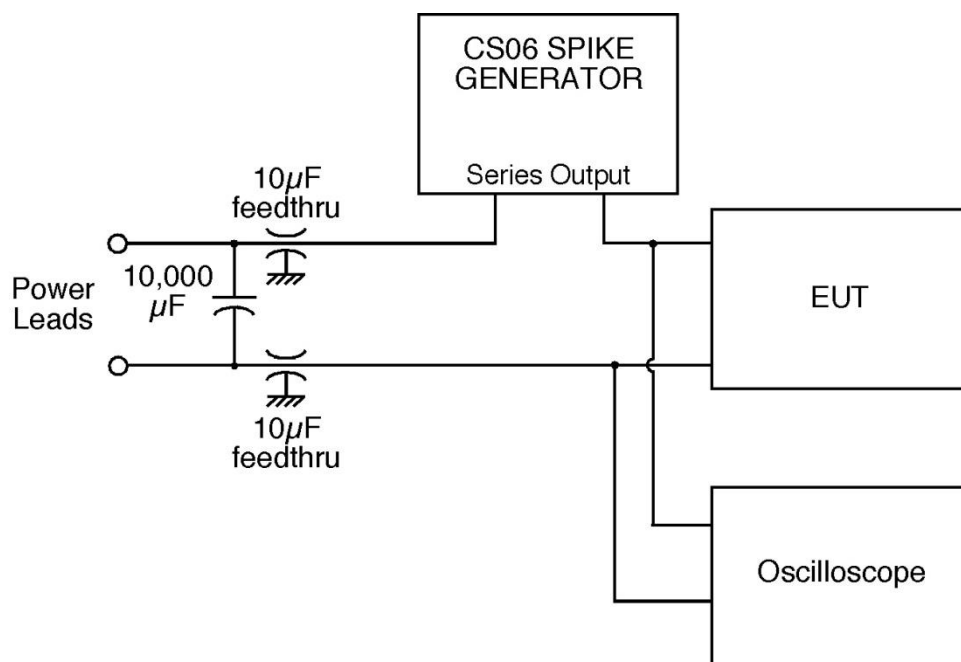 CS06 SPIKE
GENERATOR
Series Output
10µF
feedthru
10,000
µF
Power
Leads
EUT
10µF
feedthru
Oscilloscope